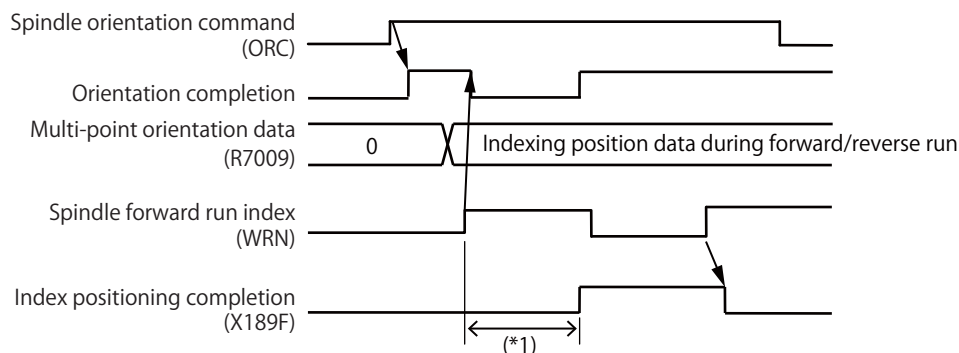 Spindle orientation command
(ORC)
Orientation completion
Multi-point orientation data
(R7009)
0
Indexing position data during forward/reverse run
Spindle forward run index
(WRN)
Index positioning completion
(X189F)
(*1)